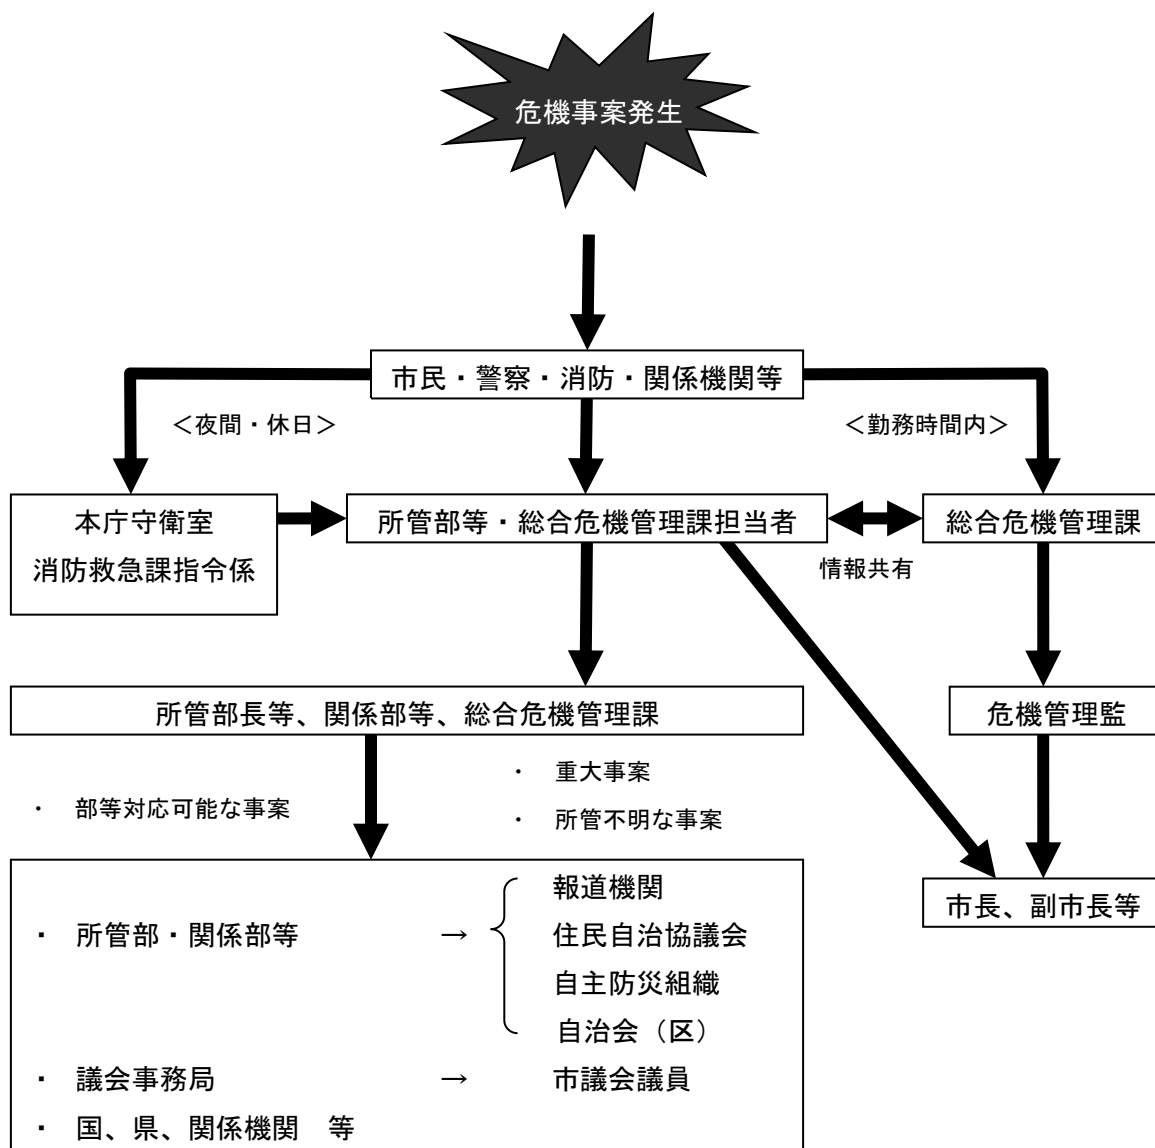 危機事案発生
市民・警察・消防・関係機関等
＜夜間・休日＞
＜勤務時間内＞
本庁守衛室
消防救急課指令係
所管部等・総合危機管理課担当者
総合危機管理課
情報共有
所管部長等、関係部等、総合危機管理課
危機管理監
・　重大事案
・　部等対応可能な事案
・　所管不明な事案
市長、副市長等
報道機関
・　所管部・関係部等　→　住民自治協議会
自主防災組織
自治会（区）
・　議会事務局　→　市議会議員
・　国、県、関係機関　等